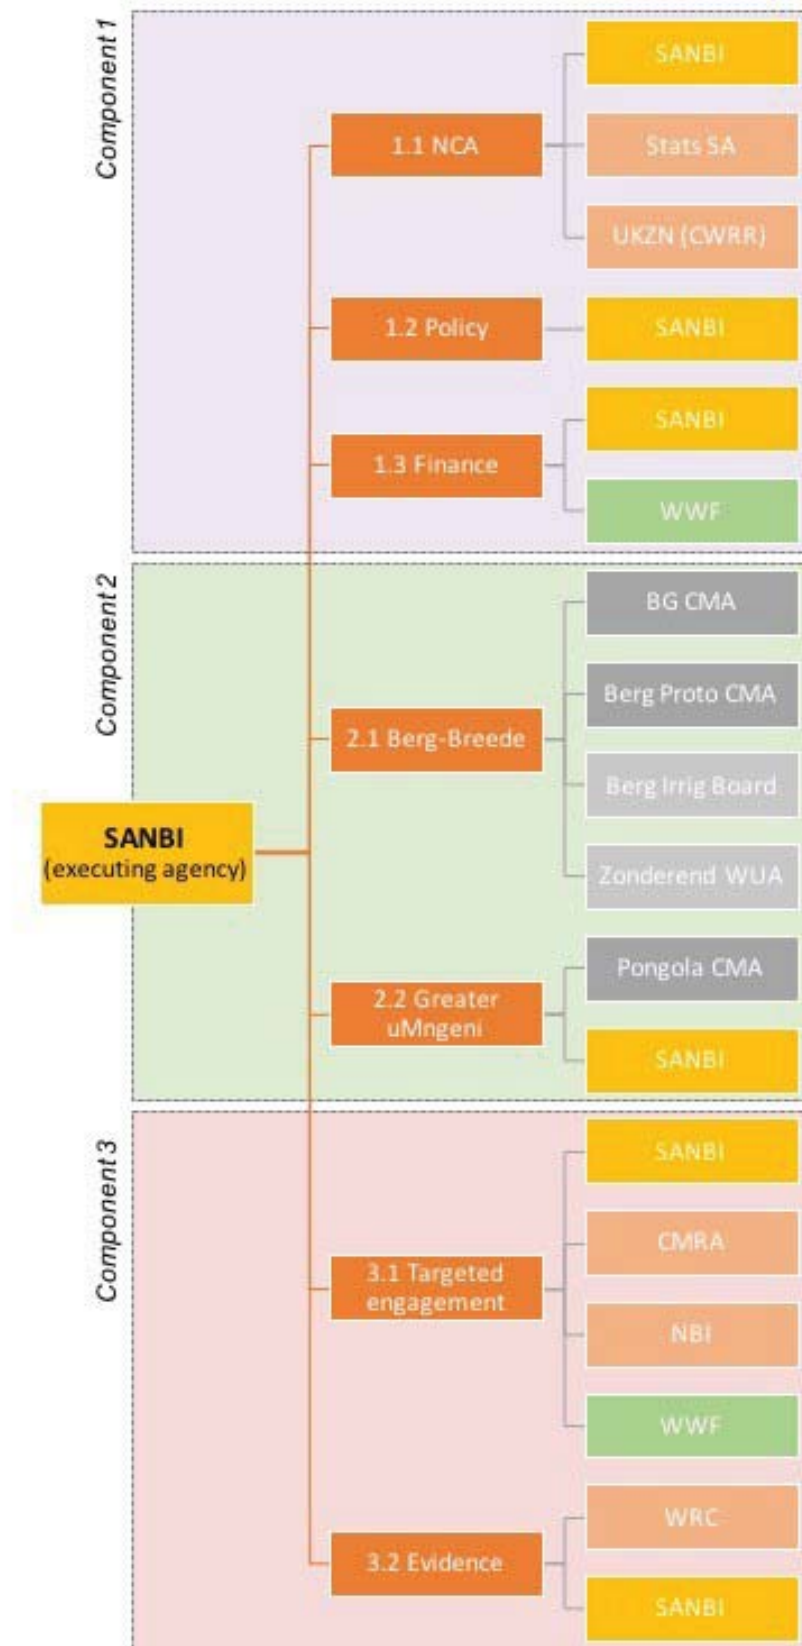 Component 1
SANBI
1.1 NCA
Stats SA
UKZN (CWRR)
1.2 Policy
SANBI
SANBI
1.3 Finance
WWF
Component 2
BG CMA
Berg Proto CMA
2.1 Berg-Breede
Berg Irrig Board
Zonderend WUA
SANBI
(executing agency)
Pongola CMA
2.2 Greater
uMngeni
SANBI
Component 3
SANBI
CMRA
3.1 Targeted
engagement
NBI
WWF
WRC
3.2 Evidence
SANBI